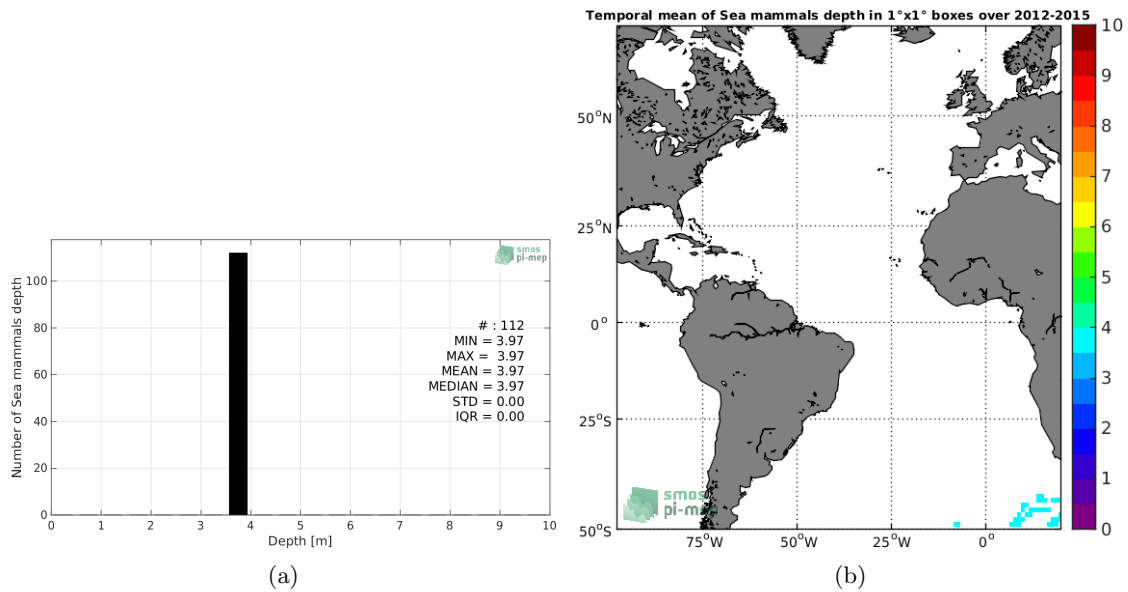 Temporal mean of Sea mammals depth in 1°x1° boxes over 2012-2015
smos
pi-mep
Number of Sea mammals depth
100
80
60
40
20
0
# : 112
MIN = 3.97
MAX = 3.97
MEAN = 3.97
MEDIAN = 3.97
STD = 0.00
IQR = 0.00
0 1 2 3 4 5 6 7 8 9 10
Depth [m]
(a)
50°N
25°N
0°
25°S
50°S
smos
pi-mep
75°W 50°W 25°W 0°
10
9
8
7
6
5
4
3
2
1
0
(b)